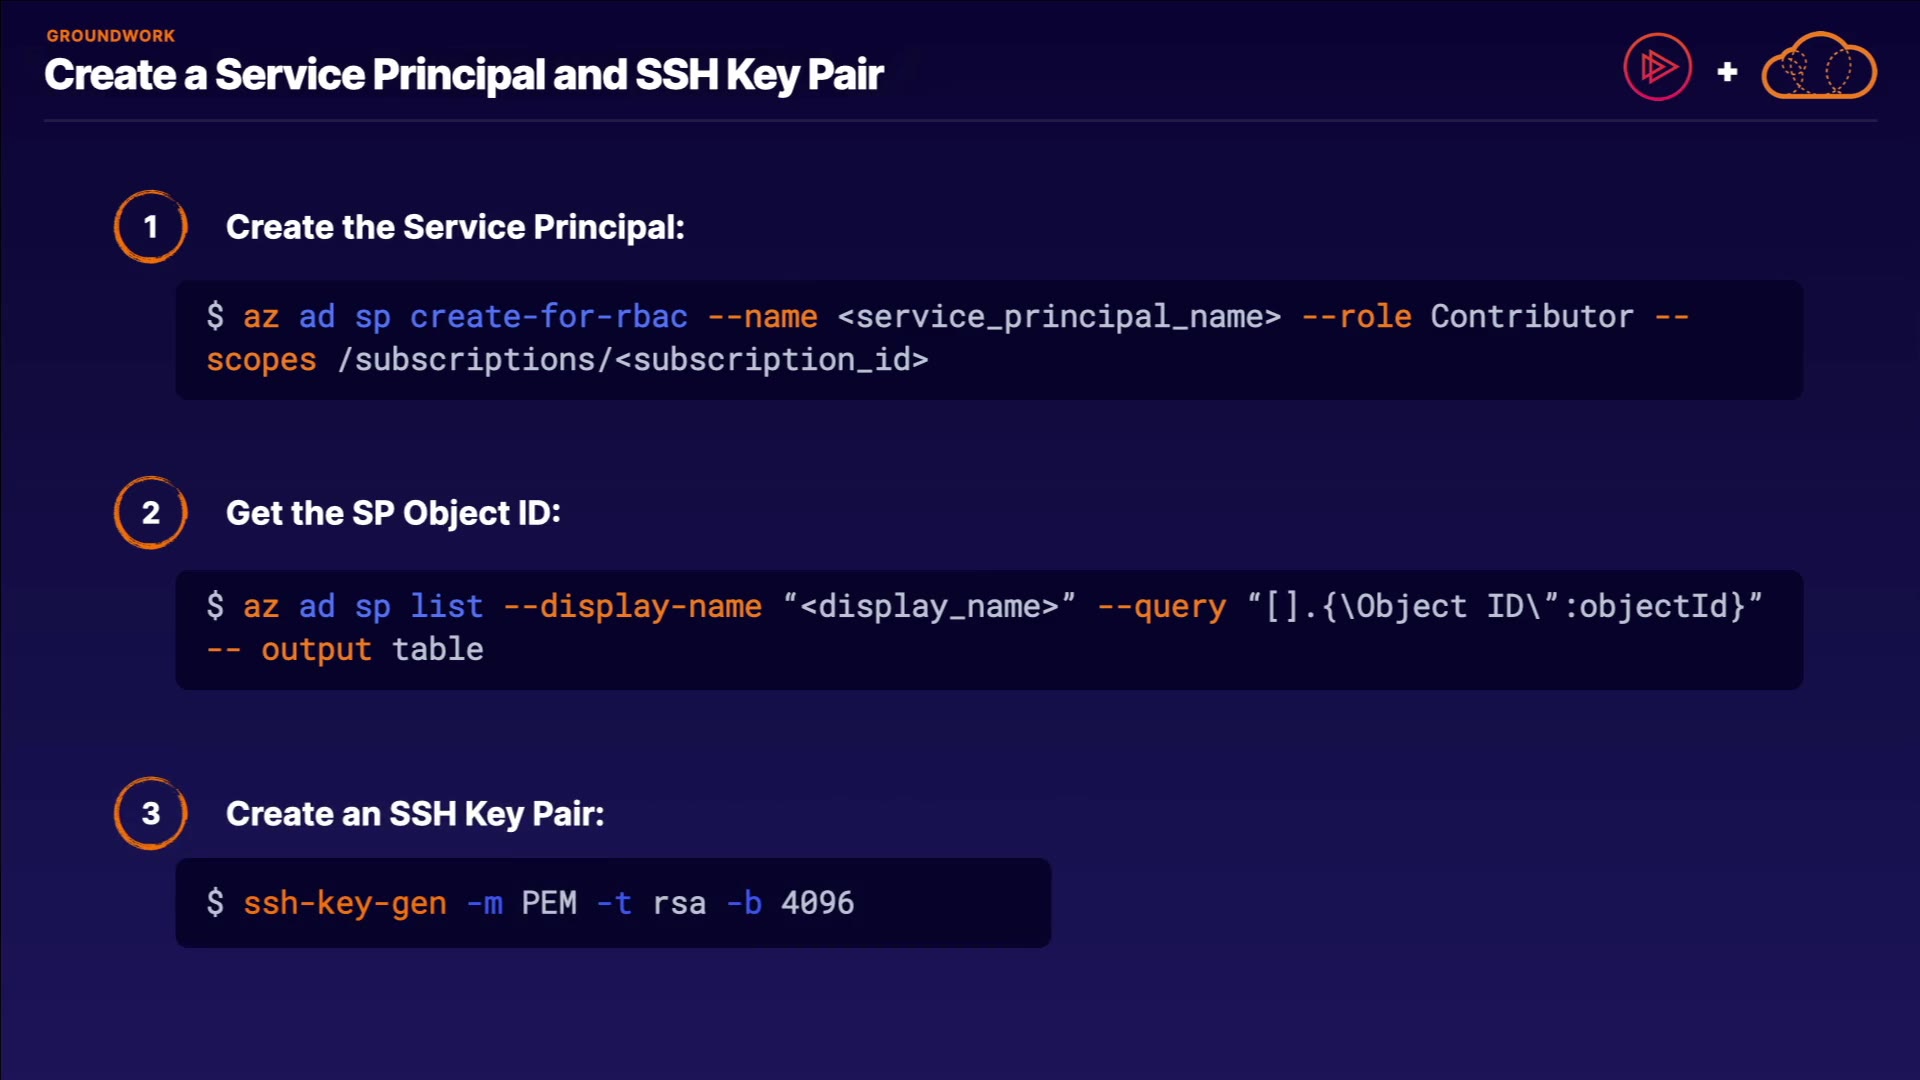 GROUNDWORK
Create a Service Principal and SSH Key Pair
+
1
Create the Service Principal:
$ az ad sp create-for-rbac --name <service_principal_name> --role Contributor --
scopes /subscriptions/<subscription_id>
2
Get the SP Object ID:
$ az ad sp list --display-name “<display_name>” --query “[].{\Object ID\”:objectId}”
-- output table
3
Create an SSH Key Pair:
$ ssh-key-gen -m PEM -t rsa -b 4096